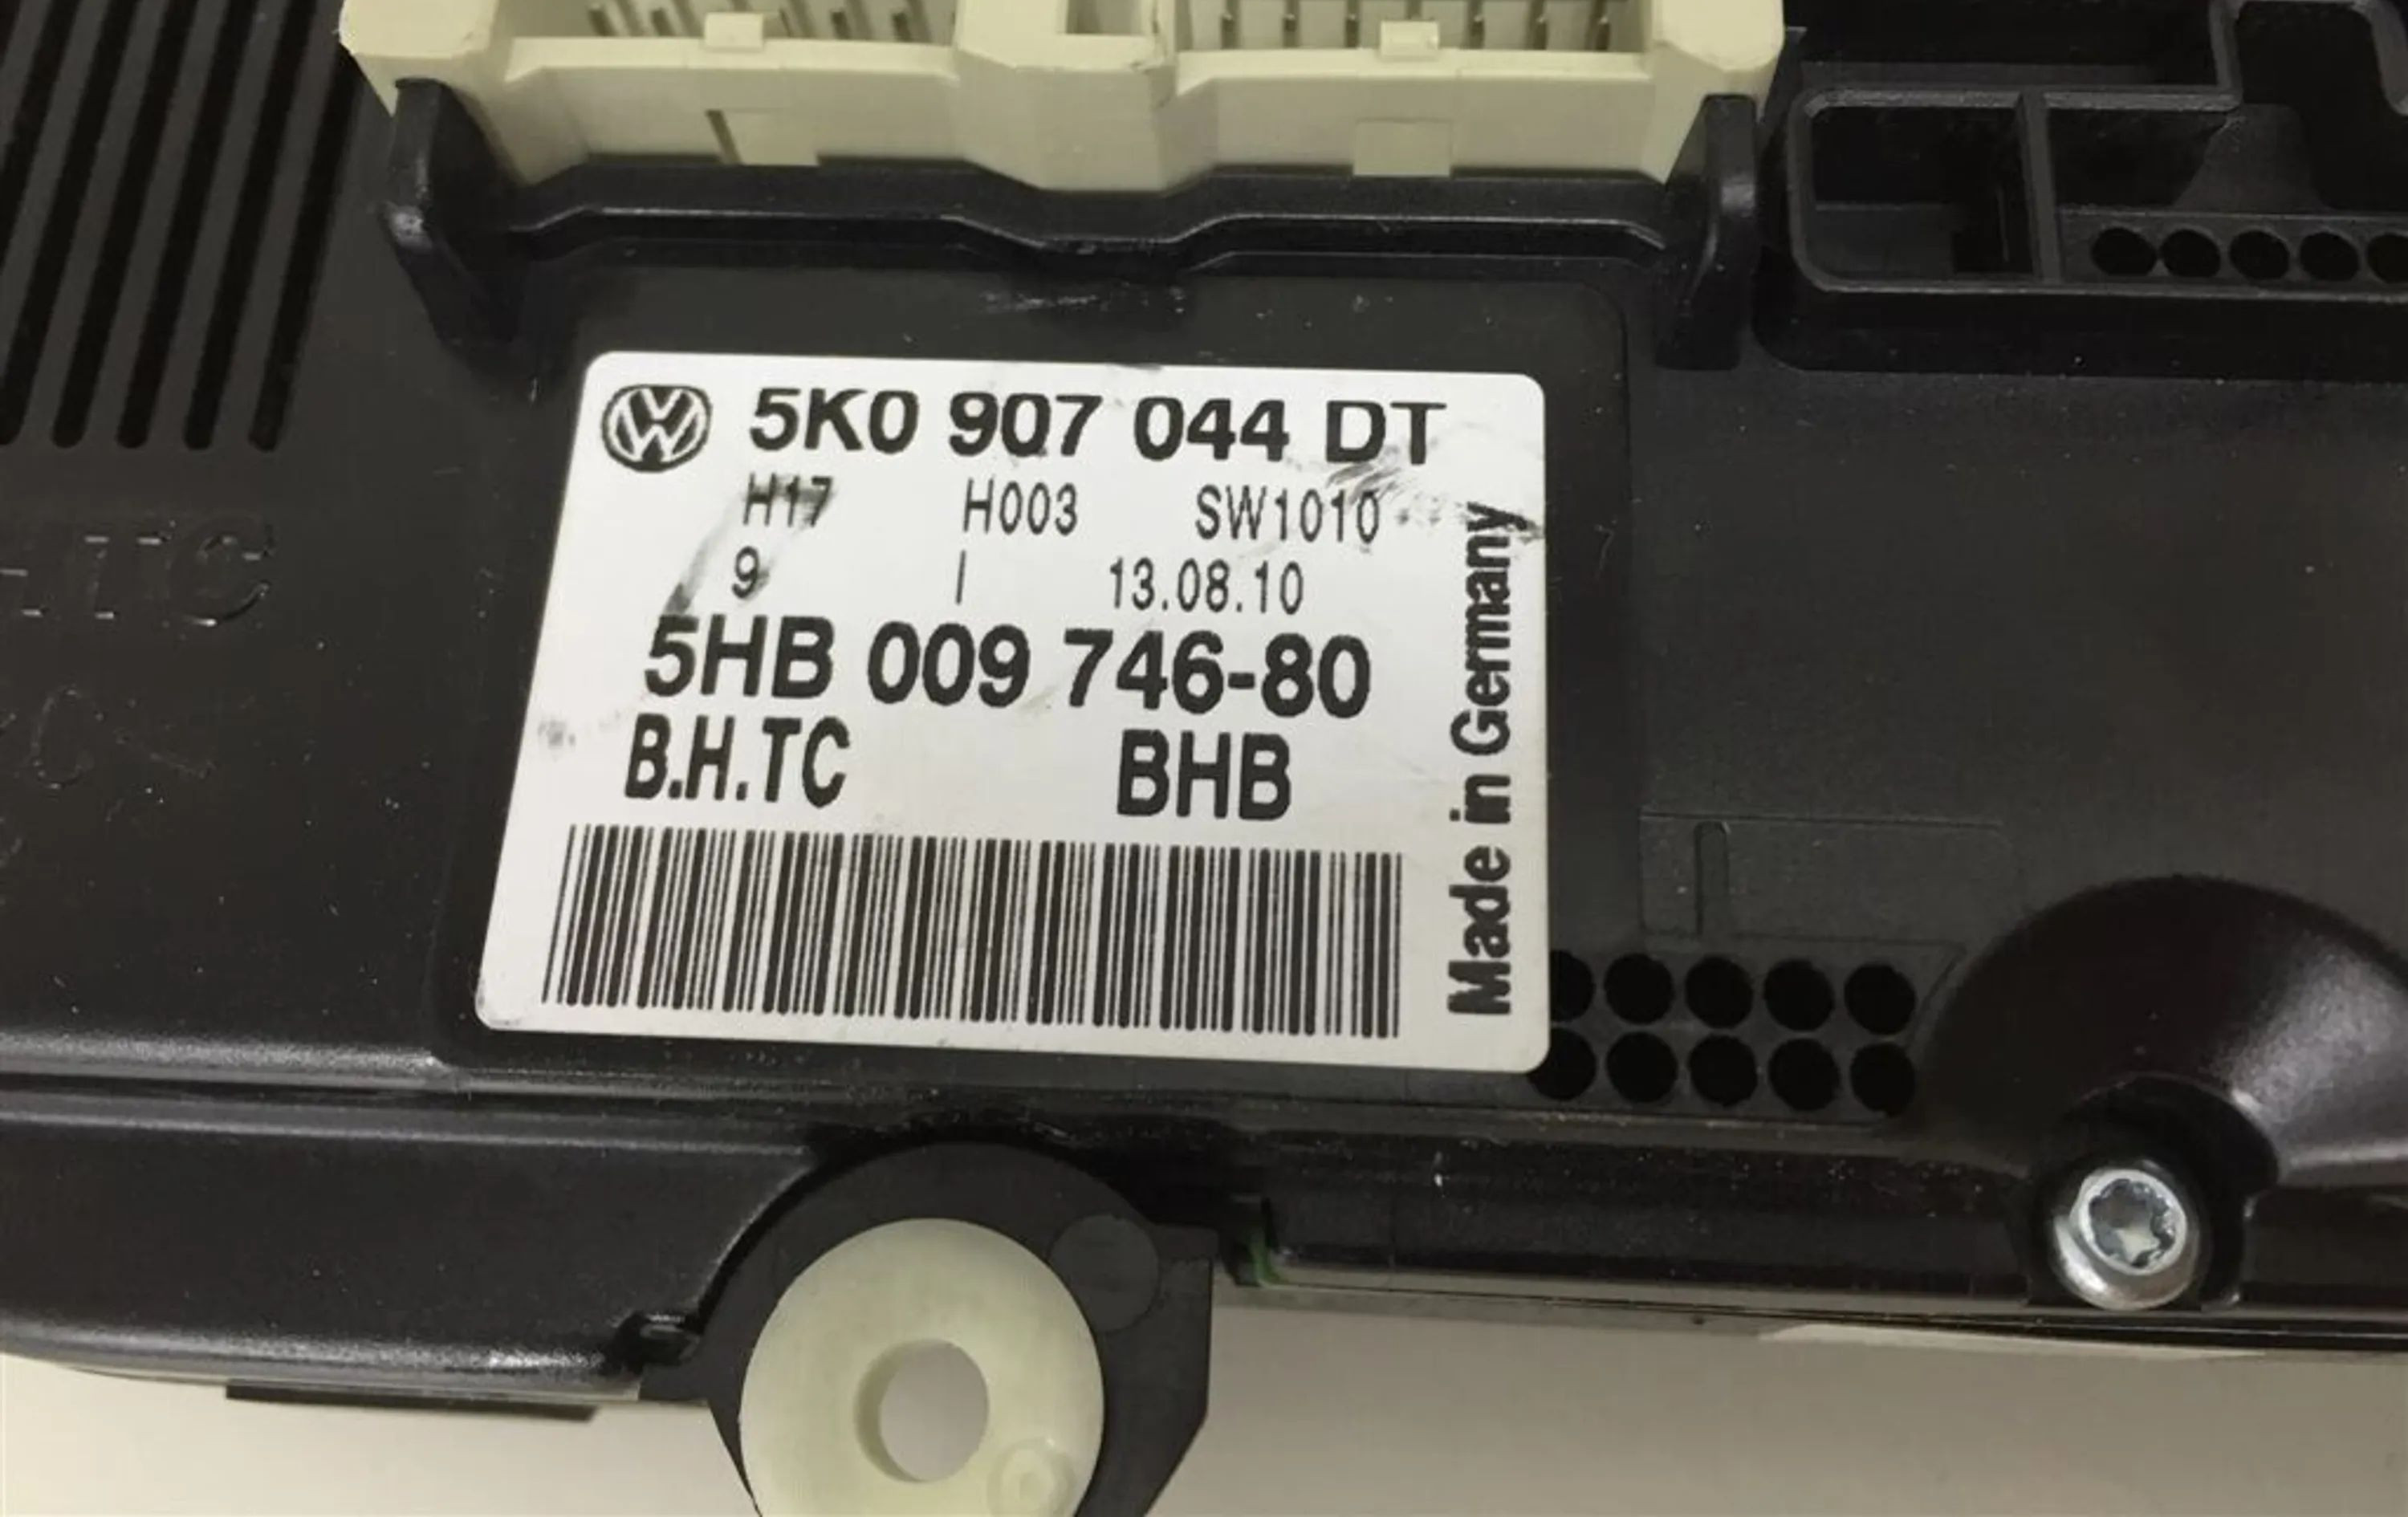 5K0 907 044 DT
H17 H003 SW1010
9 I 13.08.10
5HB 009 746-80
B.H.TC BHB
Made in Germany